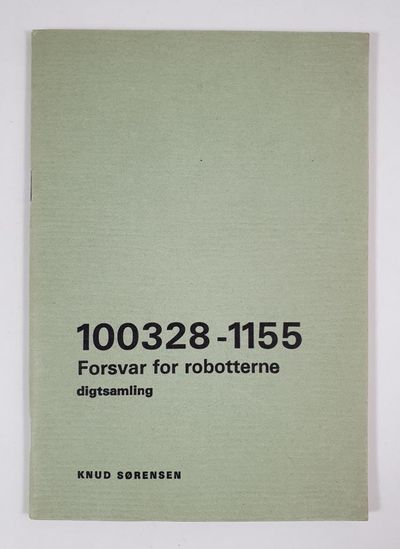 100328-1155
Forsvar for robotterne
digtsamling
KNUD SØRENSEN